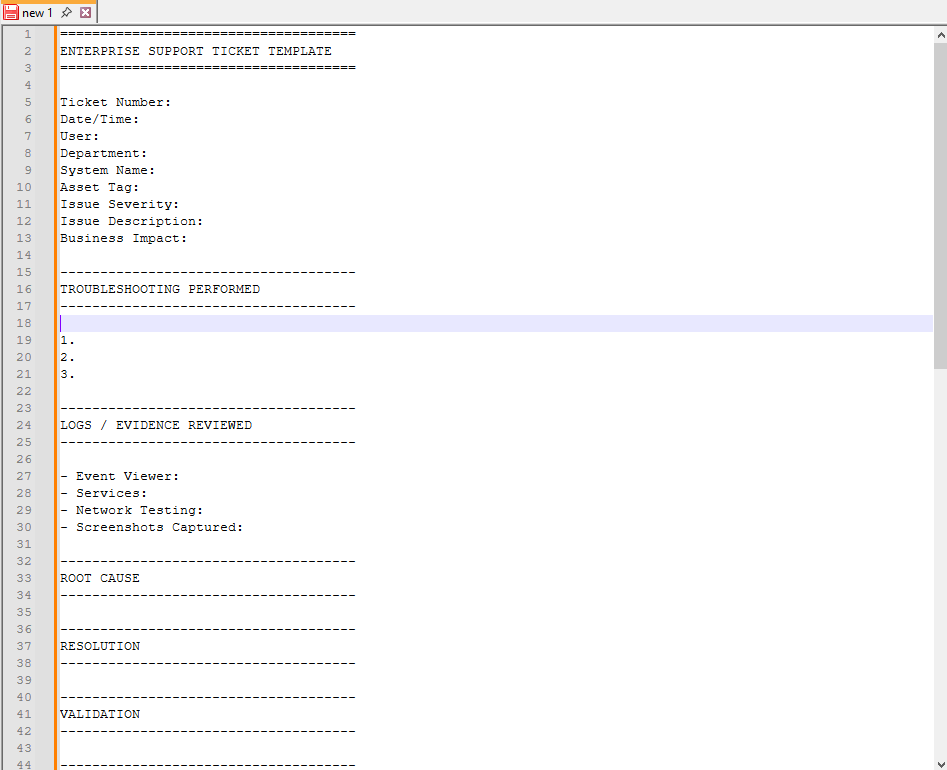 new 1
1 =====================================
2 ENTERPRISE SUPPORT TICKET TEMPLATE
3 =====================================
4
5 Ticket Number:
6 Date/Time:
7 User:
8 Department:
9 System Name:
10 Asset Tag:
11 Issue Severity:
12 Issue Description:
13 Business Impact:
14
15 -------------------------------------
16 TROUBLESHOOTING PERFORMED
17 -------------------------------------
18
19 1.
20 2.
21 3.
22
23 -------------------------------------
24 LOGS / EVIDENCE REVIEWED
25 -------------------------------------
26
27 - Event Viewer:
28 - Services:
29 - Network Testing:
30 - Screenshots Captured:
31
32 -------------------------------------
33 ROOT CAUSE
34 -------------------------------------
35
36 -------------------------------------
37 RESOLUTION
38 -------------------------------------
39
40 -------------------------------------
41 VALIDATION
42 -------------------------------------
43
44 -------------------------------------